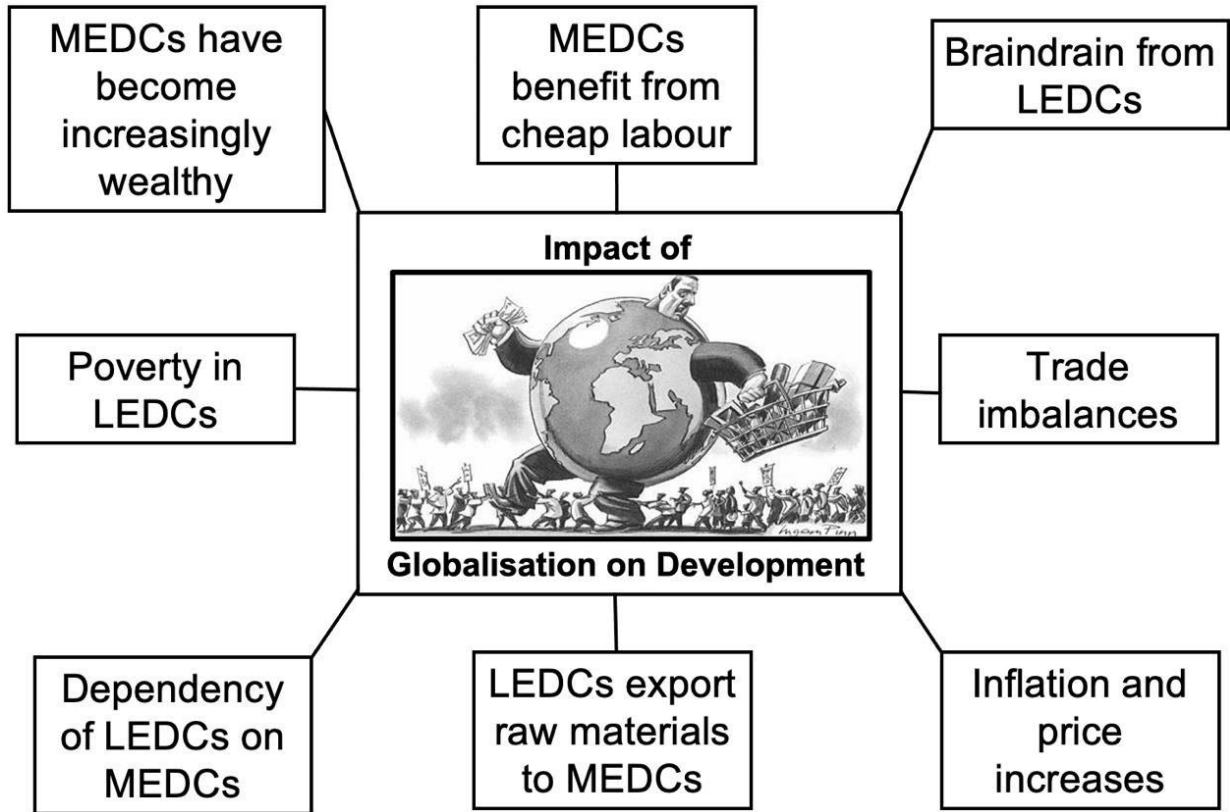 MEDCs have
become
increasingly
wealthy
MEDCs
benefit from
cheap labour
Braindrain from
LEDCs
Impact of
Poverty in
LEDCs
Trade
imbalances
Globalisation on Development
Dependency
of LEDCs on
MEDCs
LEDCs export
raw materials
to MEDCs
Inflation and
price
increases